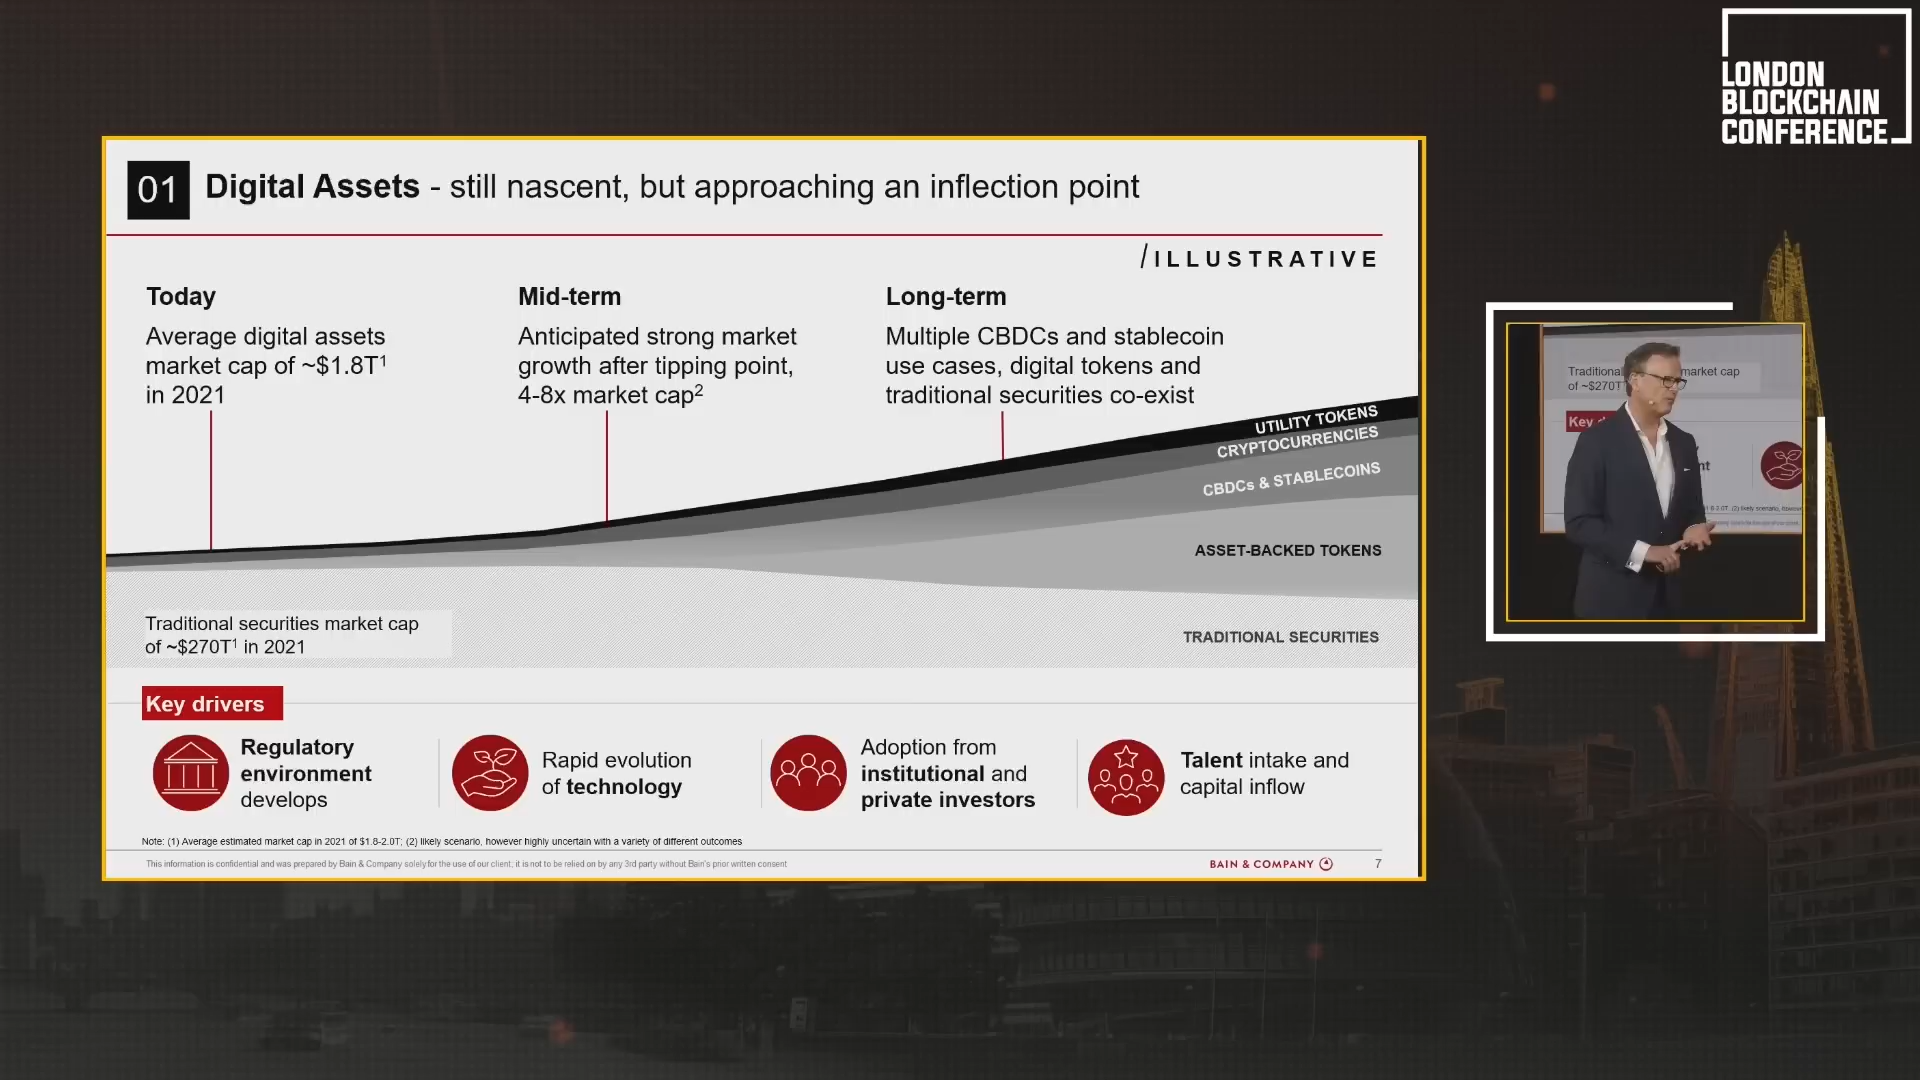 LONDON
BLOCKCHAIN
CONFERENCE
01 Digital Assets - still nascent, but approaching an inflection point
/ILLUSTRATIVE
Today
Average digital assets
market cap of ~$1.8T¹
in 2021
Mid-term
Anticipated strong market
growth after tipping point,
4-8x market cap²
Long-term
Multiple CBDCs and stablecoin
use cases, digital tokens and
traditional securities co-exist
UTILITY TOKENS
CRYPTOCURRENCIES
CBDCs & STABLECOINS
ASSET-BACKED TOKENS
TRADITIONAL SECURITIES
Traditional securities market cap
of ~$270T¹ in 2021
Key drivers
Regulatory
environment
develops
Rapid evolution
of technology
Adoption from
institutional and
private investors
Talent intake and
capital inflow
Note: (1) Average estimated market cap in 2021 of $1.8-2.0T; (2) likely scenario, however highly uncertain with a variety of different outcomes
This information is confidential and was prepared by Bain & Company solely for the use of our client; it is not to be relied on by any 3rd party without Bain's prior written consent
BAIN & COMPANY
7
Traditional market cap
of ~$270T
Key